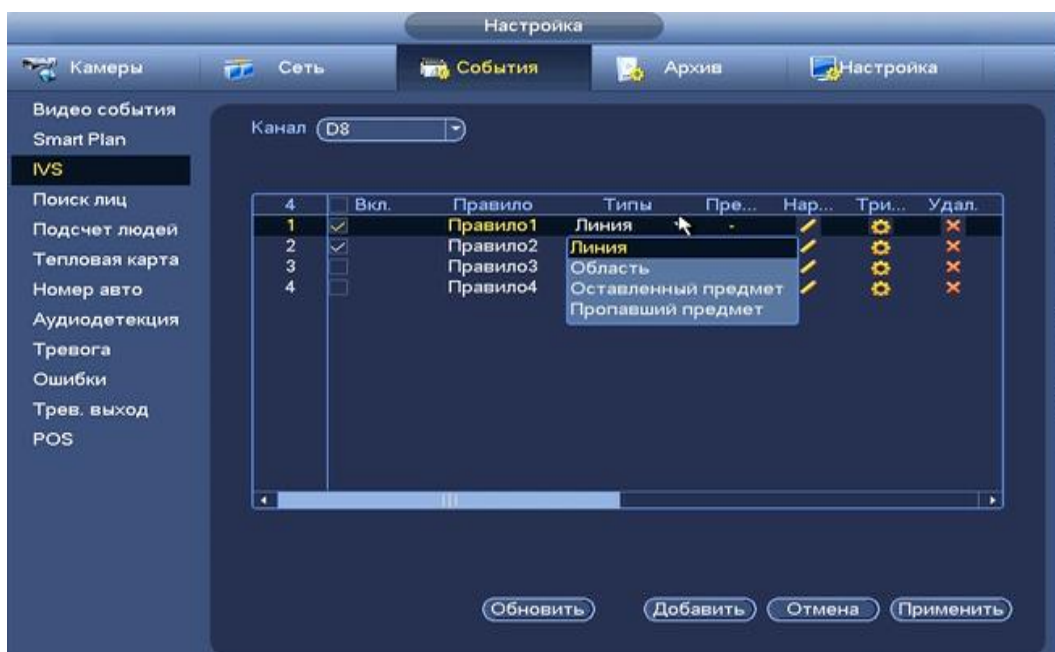 Настройка
Камеры Сеть События Архив Настройка
Видео события
Smart Plan
IVS
Поиск лиц
Подсчет людей
Тепловая карта
Номер авто
Аудиодетекция
Тревога
Ошибки
Трев. выход
POS
Канал D8
4 Вкл. Правило Типы Пре... Нар... Три... Удал.
1 Правило1 Линия -
2 Правило2
3 Правило3
4 Правило4
Линия
Область
Оставленный предмет
Пропавший предмет
Обновить Добавить Отмена Применить